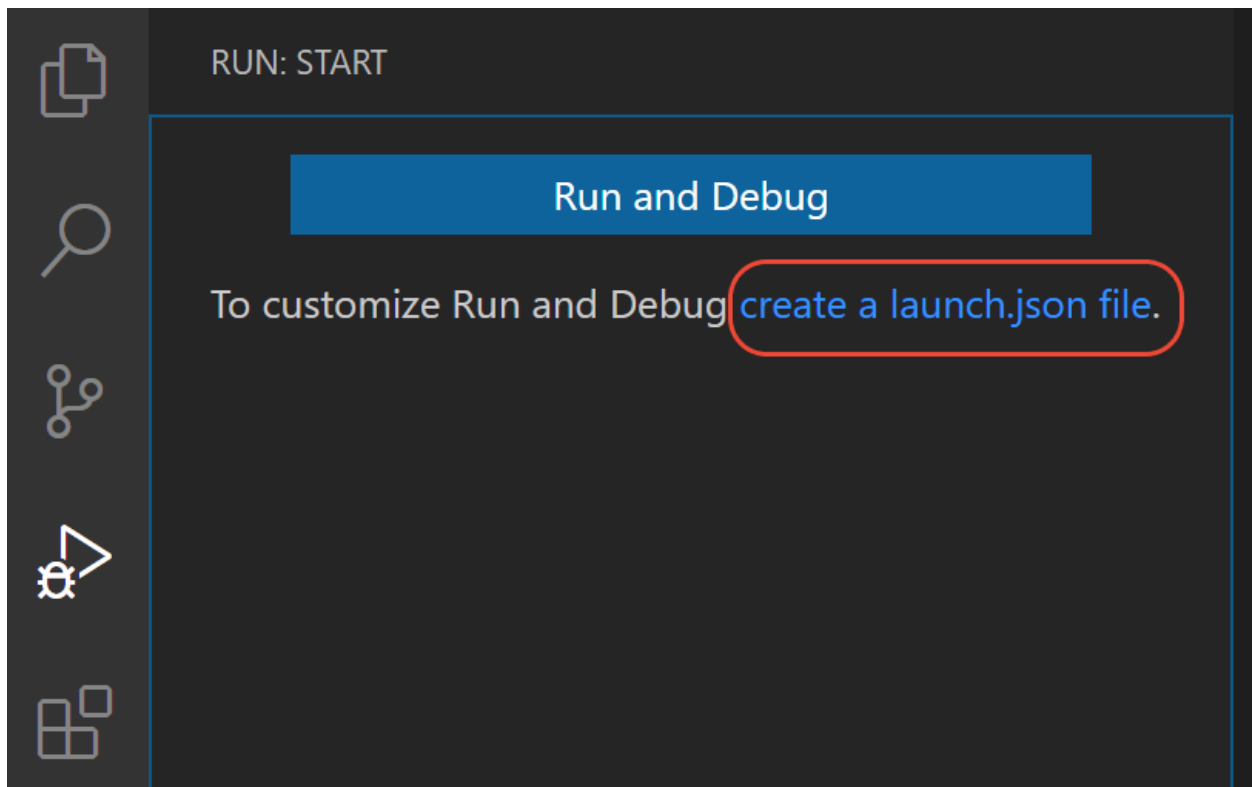 RUN: START
Run and Debug
To customize Run and Debug create a launch.json file.